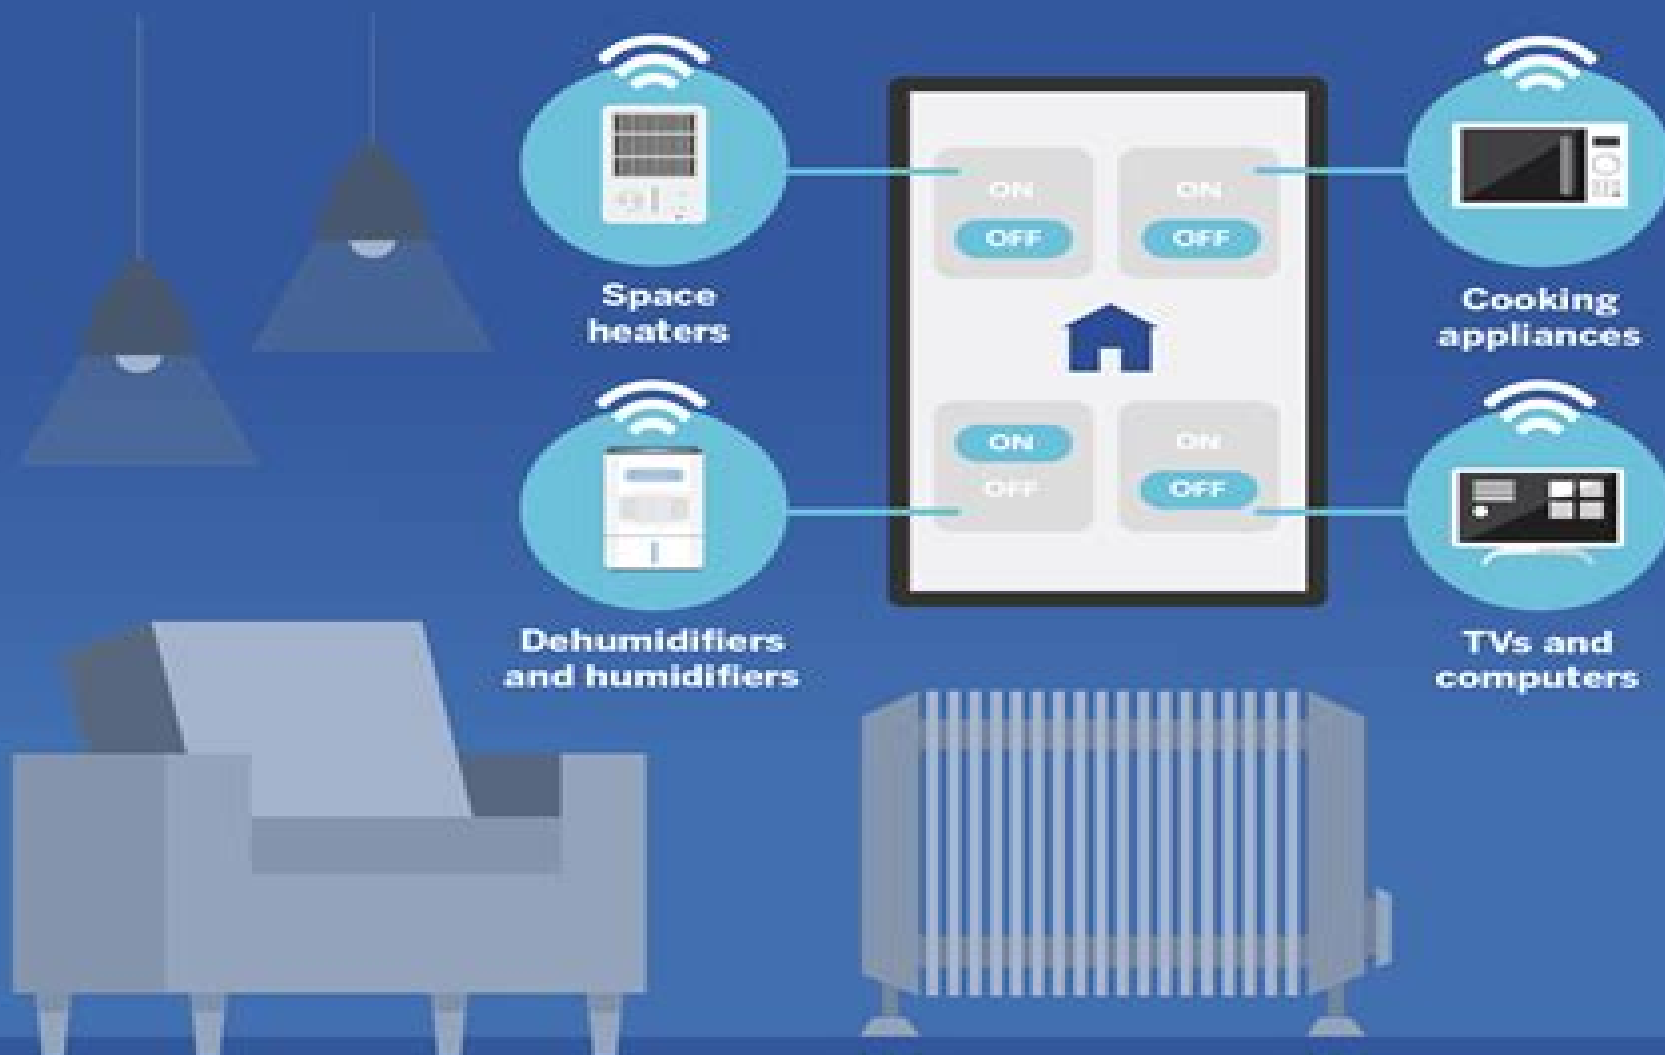 Space
heaters
Cooking
appliances
ON
OFF
ON
OFF
ON
OFF
ON
OFF
Dehumidifiers
and humidifiers
TVs and
computers